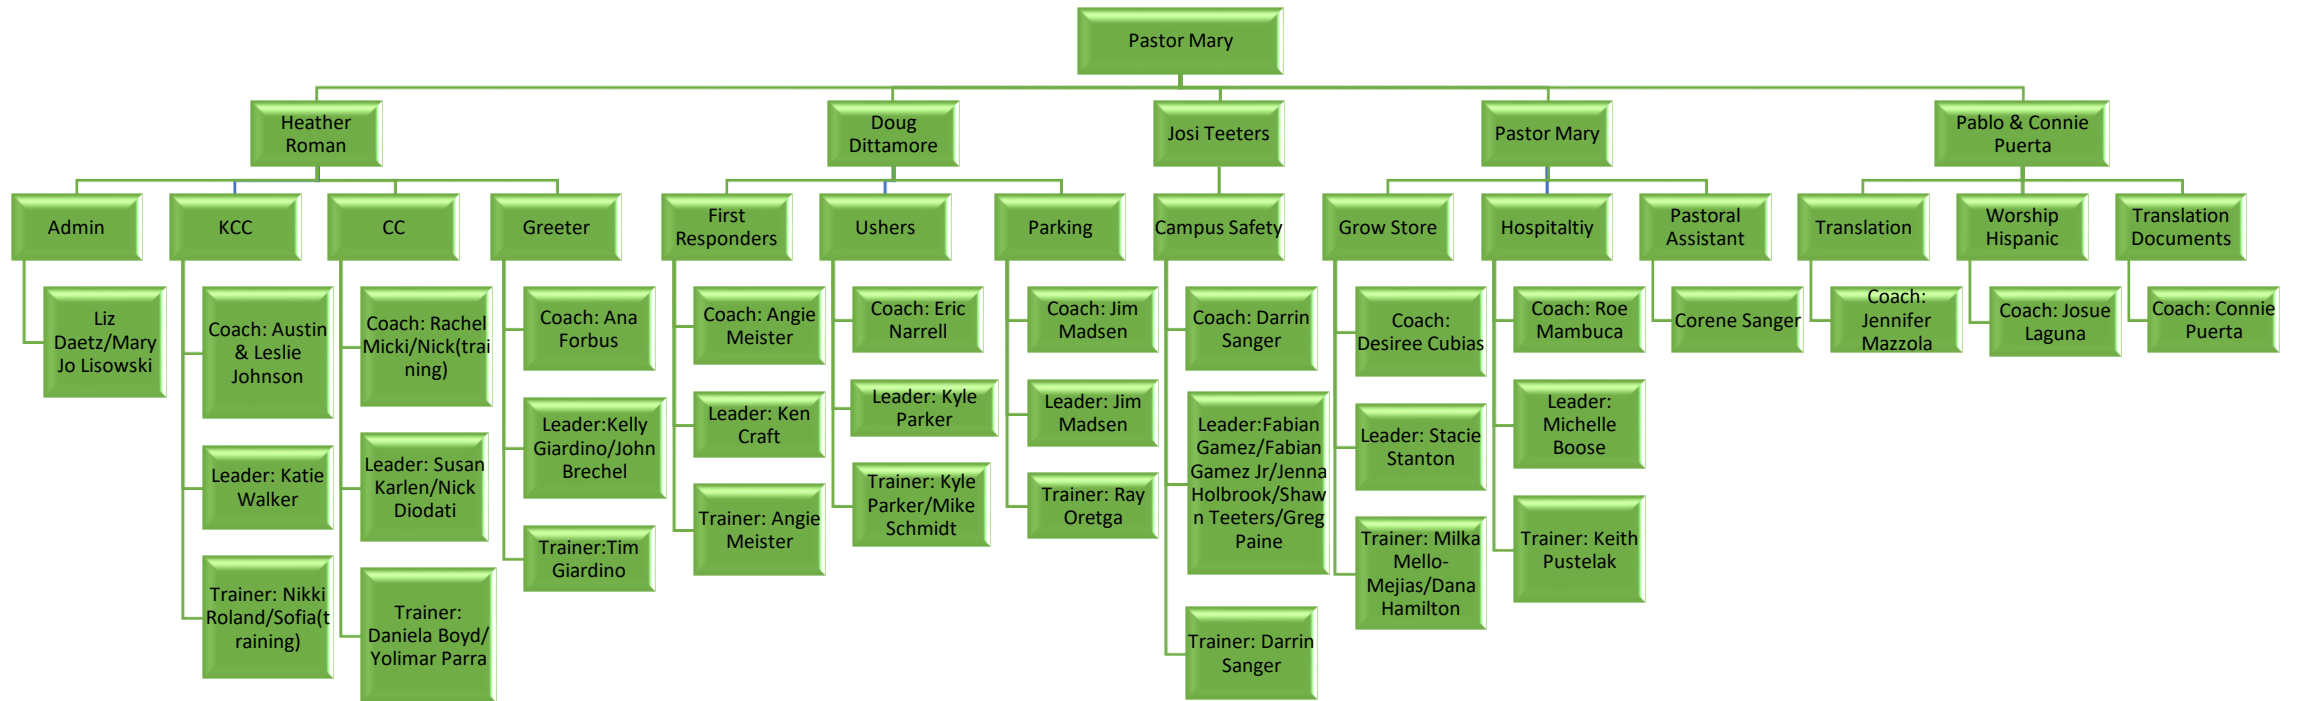 Pastor Mary
Heather
Roman
Doug
Dittamore
Josi Teeters
Pastor Mary
Pablo & Connie
Puerta
Admin
KCC
CC
Greeter
First
Responders
Ushers
Parking
Campus Safety
Grow Store
Hospitaltiy
Pastoral
Assistant
Translation
Worship
Hispanic
Translation
Documents
Liz
Daetz/Mary
Jo Lisowski
Coach: Austin
& Leslie
Johnson
Leader: Katie
Walker
Trainer: Nikki
Roland/Sofia(t
raining)
Coach: Rachel
Micki/Nick(trai
ning)
Leader: Susan
Karlen/Nick
Diodati
Trainer:
Daniela Boyd/
Yolimar Parra
Coach: Ana
Forbus
Leader:Kelly
Giardino/John
Brechel
Trainer:Tim
Giardino
Coach: Angie
Meister
Leader: Ken
Craft
Trainer: Angie
Meister
Coach: Eric
Narrell
Leader: Kyle
Parker
Trainer: Kyle
Parker/Mike
Schmidt
Coach: Jim
Madsen
Leader: Jim
Madsen
Trainer: Ray
Oretga
Coach: Darrin
Sanger
Leader:Fabian
Gamez/Fabian
Gamez Jr/Jenna
Holbrook/Shaw
n Teeters/Greg
Paine
Trainer: Darrin
Sanger
Coach:
Desiree Cubias
Leader: Stacie
Stanton
Trainer: Milka
Mello-
Mejias/Dana
Hamilton
Coach: Roe
Mambuca
Leader:
Michelle
Boose
Trainer: Keith
Pustelak
Corene Sanger
Coach:
Jennifer
Mazzola
Coach: Josue
Laguna
Coach: Connie
Puerta